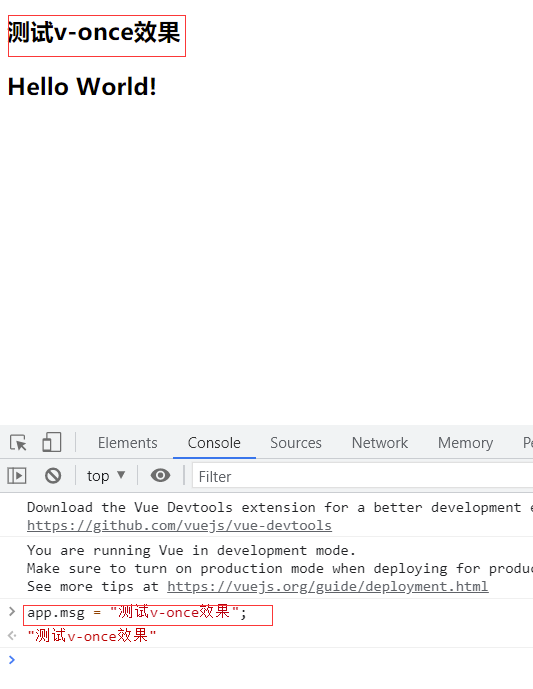 测试v-once效果
Hello World!
Elements Console Sources Network Memory Pe
top Filter
Download the Vue Devtools extension for a better development e
https://github.com/vuejs/vue-devtools
You are running Vue in development mode.
Make sure to turn on production mode when deploying for produc
See more tips at https://vuejs.org/guide/deployment.html
> app.msg = "测试v-once效果";
"测试v-once效果"
>